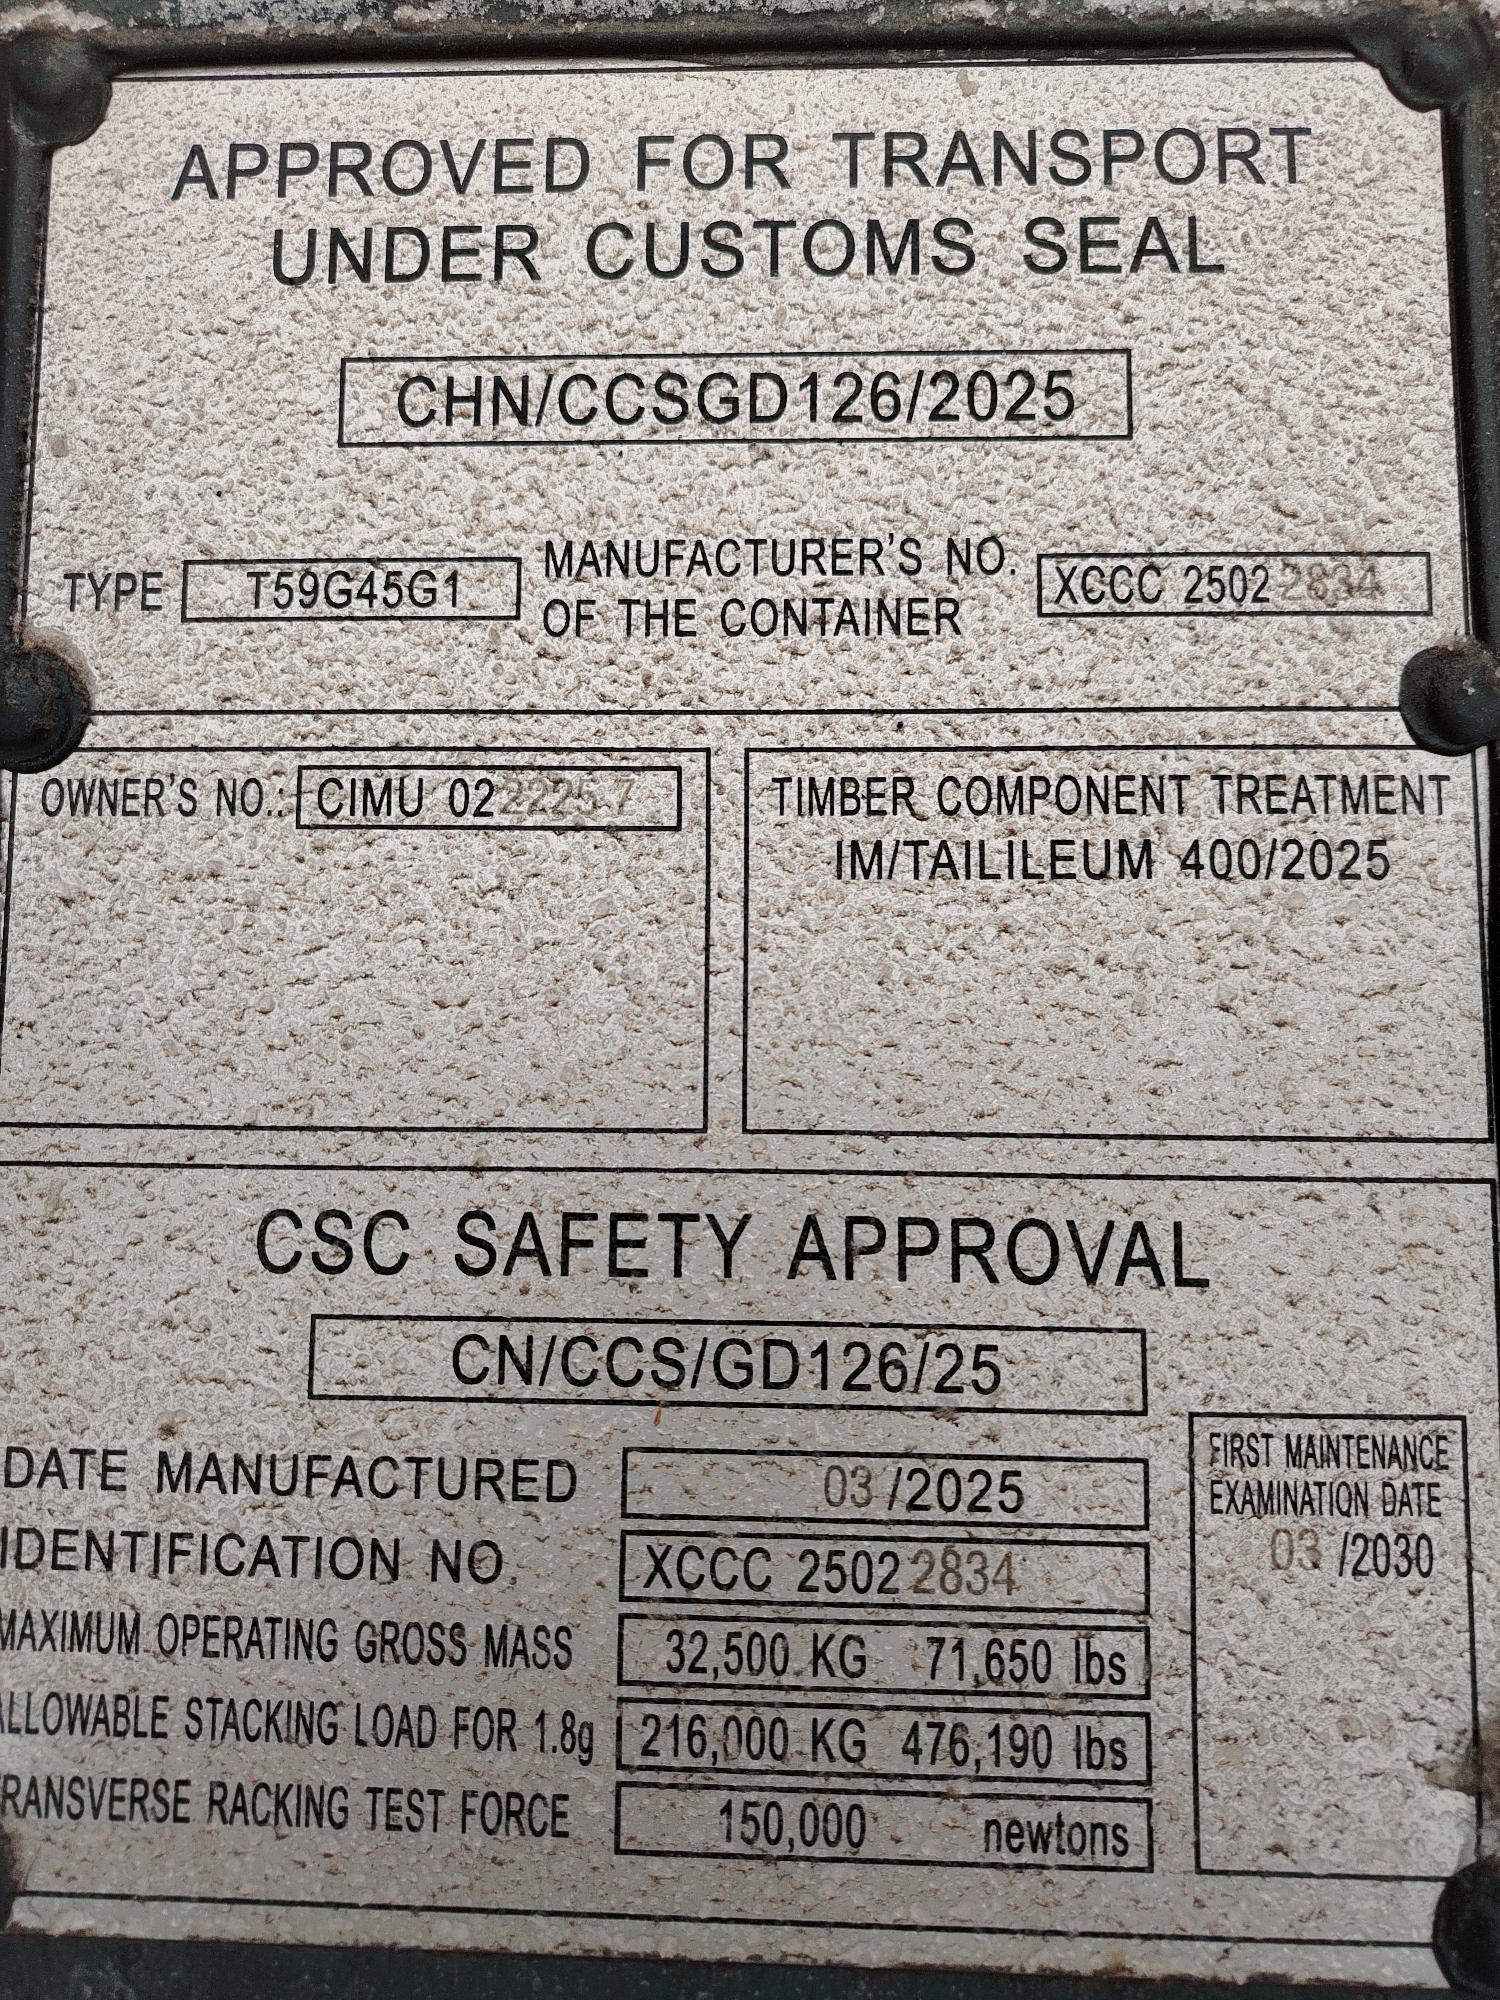 APPROVED FOR TRANSPORT
UNDER CUSTOMS SEAL
CHN/CCSGD126/2025
TYPE T59G45G1 MANUFACTURER'S NO. OF THE CONTAINER XCCC 2502 2834
OWNER'S NO.: CIMU 02 2225 7
TIMBER COMPONENT TREATMENT
IM/TAILILEUM 400/2025
CSC SAFETY APPROVAL
CN/CCS/GD126/25
DATE MANUFACTURED 03 /2025
IDENTIFICATION NO. XCCC 2502 2834
MAXIMUM OPERATING GROSS MASS 32,500 KG 71,650 lbs
ALLOWABLE STACKING LOAD FOR 1.8g 216,000 KG 476,190 lbs
TRANSVERSE RACKING TEST FORCE 150,000 newtons
FIRST MAINTENANCE
EXAMINATION DATE
03 /2030